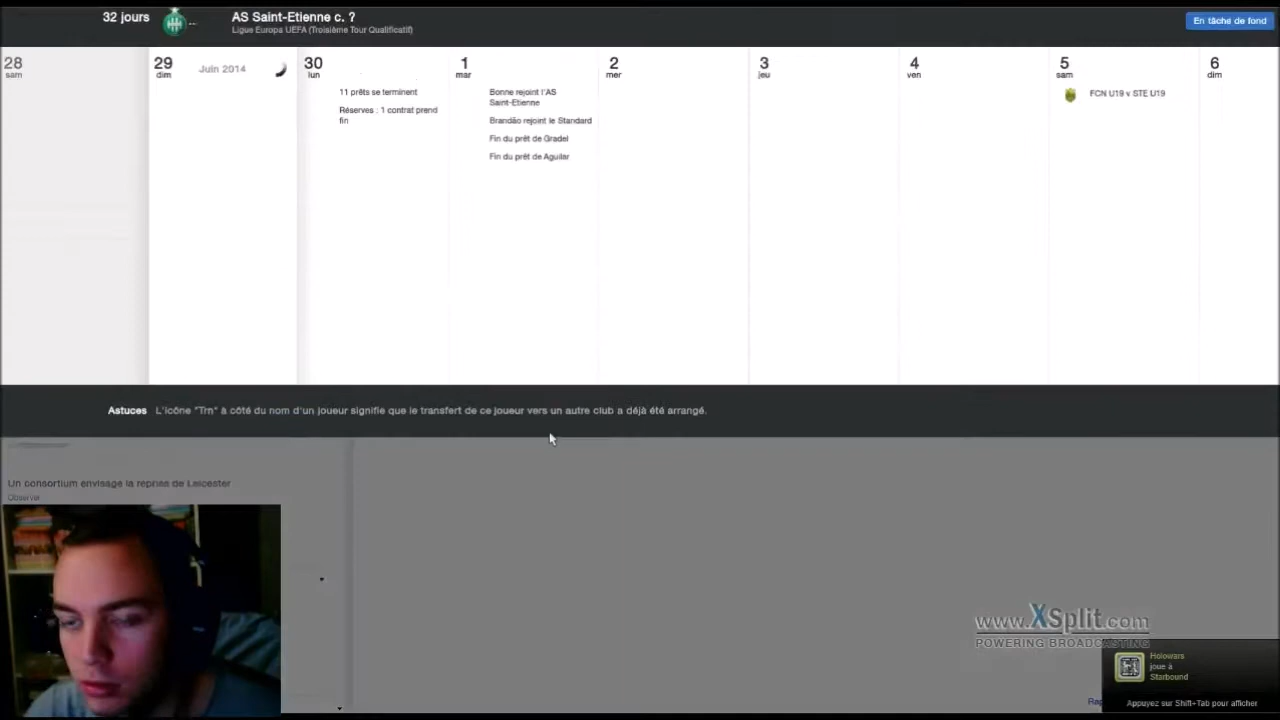 32 jours
AS Saint-Etienne c. ?
Ligue Europa UEFA (Troisième Tour Qualificatif)
En tâche de fond
28
sam
29
dim
Juin 2014
30
lun
11 prêts se terminent
Réserves : 1 contrat prend
fin
1
mar
Bonne rejoint l'AS
Saint-Etienne
Brandão rejoint le Standard
Fin du prêt de Gradel
Fin du prêt de Aguilar
2
mer
3
jeu
4
ven
5
sam
FCN U19 v STE U19
6
dim
Astuces L'icône "Trn" à côté du nom d'un joueur signifie que le transfert de ce joueur vers un autre club a déjà été arrangé.
Un consortium envisage la reprise de Leicester
Observer
www.XSplit.com
POWERING BROADCASTING
Holowars
joue à
Starbound
Appuyez sur Shift-Tab pour afficher